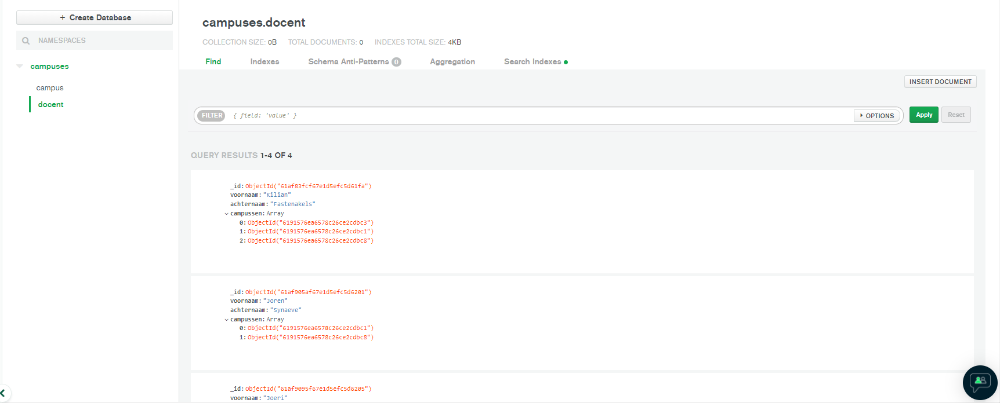 + Create Database
NAMESPACES
campuses
campus
docent
campuses.docent
COLLECTION SIZE: 0B TOTAL DOCUMENTS: 0 INDEXES TOTAL SIZE: 4KB
Find Indexes Schema Anti-Patterns 0 Aggregation Search Indexes
INSERT DOCUMENT
FILTER { field: 'value' } OPTIONS Apply Reset
QUERY RESULTS 1-4 OF 4
_id: ObjectId("61af83fcf67e1d5efc5d61fa")
voornaam: "Kilian"
achternaam: "Fastenakels"
campussen: Array
0: ObjectId("6191576ea6578c26ce2cdbc3")
1: ObjectId("6191576ea6578c26ce2cdbc1")
2: ObjectId("6191576ea6578c26ce2cdbc8")
_id: ObjectId("61af905af67e1d5efc5d6201")
voornaam: "Joren"
achternaam: "Synaeve"
campussen: Array
0: ObjectId("6191576ea6578c26ce2cdbc1")
1: ObjectId("6191576ea6578c26ce2cdbc8")
_id: ObjectId("61af9095f67e1d5efc5d6205")
voornaam: "Joeri"